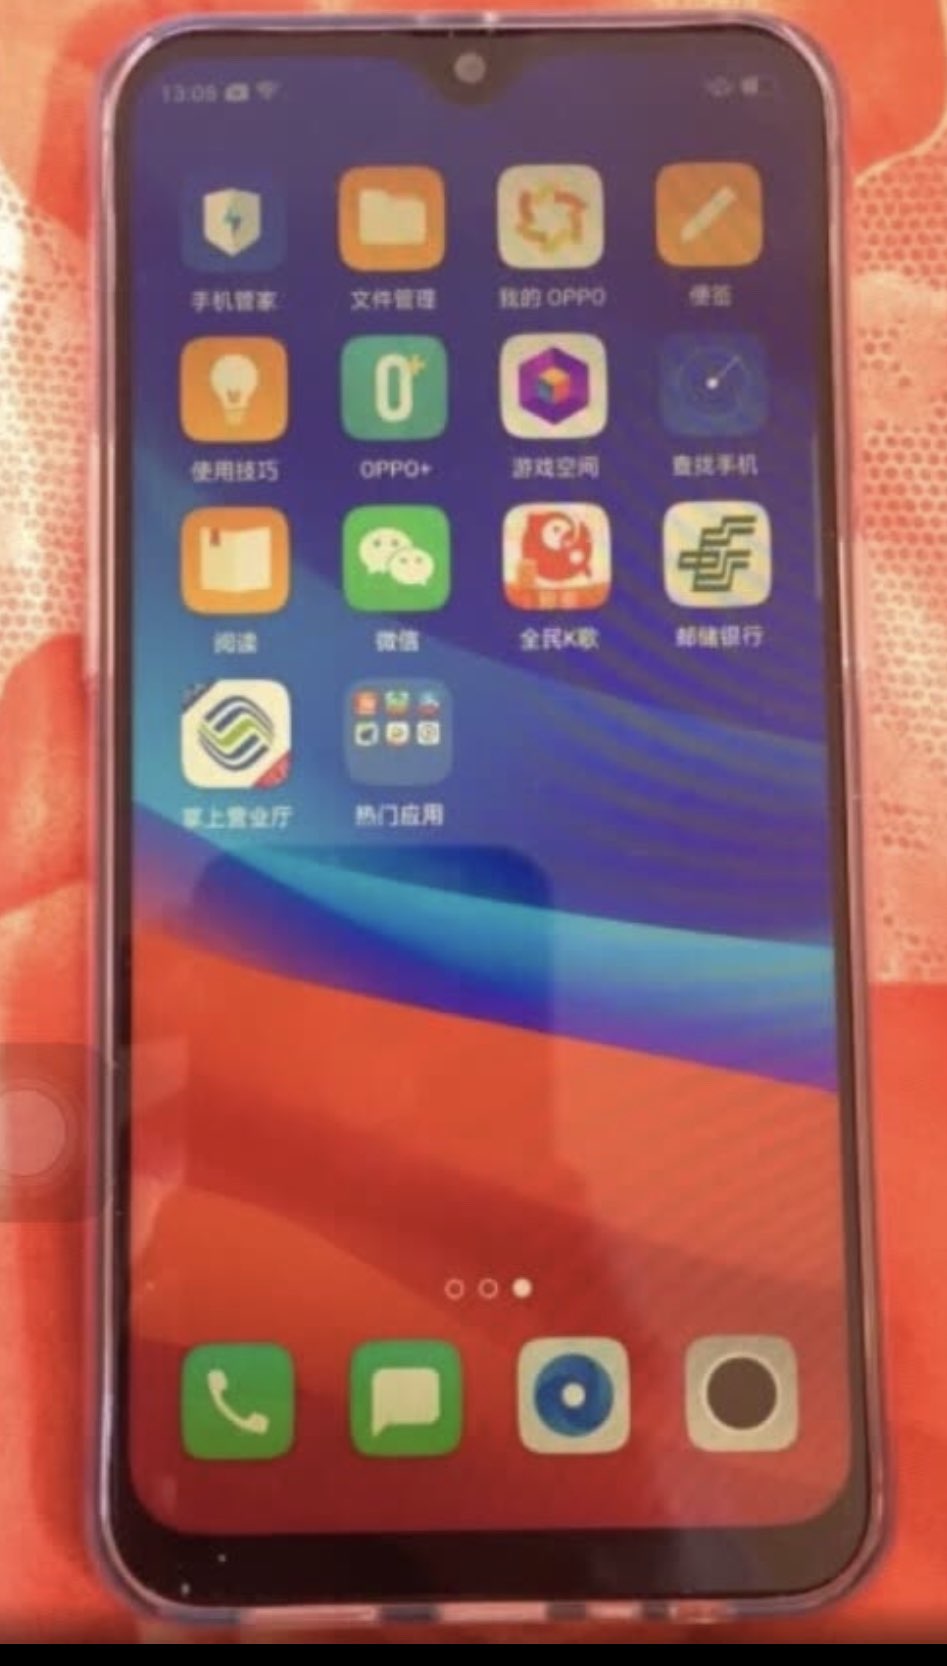 13:05
手机管家 文件管理 我的 OPPO 便签
使用技巧 OPPO+ 游戏空间 查找手机
阅读 微信 全民K歌 邮储银行
掌上营业厅 热门应用